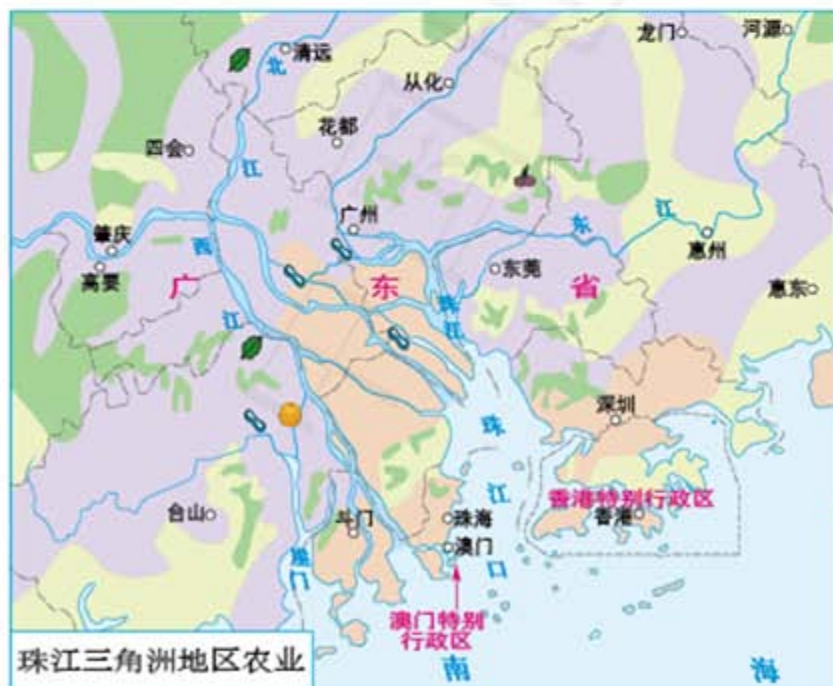 龙门
河源
北
清远
从化
花都
四会
江
广州
东
江
肇庆
西
惠州
高要
东莞
广
东
省
珠
惠东
江
江
深圳
珠
江
香港特别行政区
台山
斗门
珠海
香港
澳门
崖
门
口
澳门特别
行政区
珠江三角洲地区农业
南
海